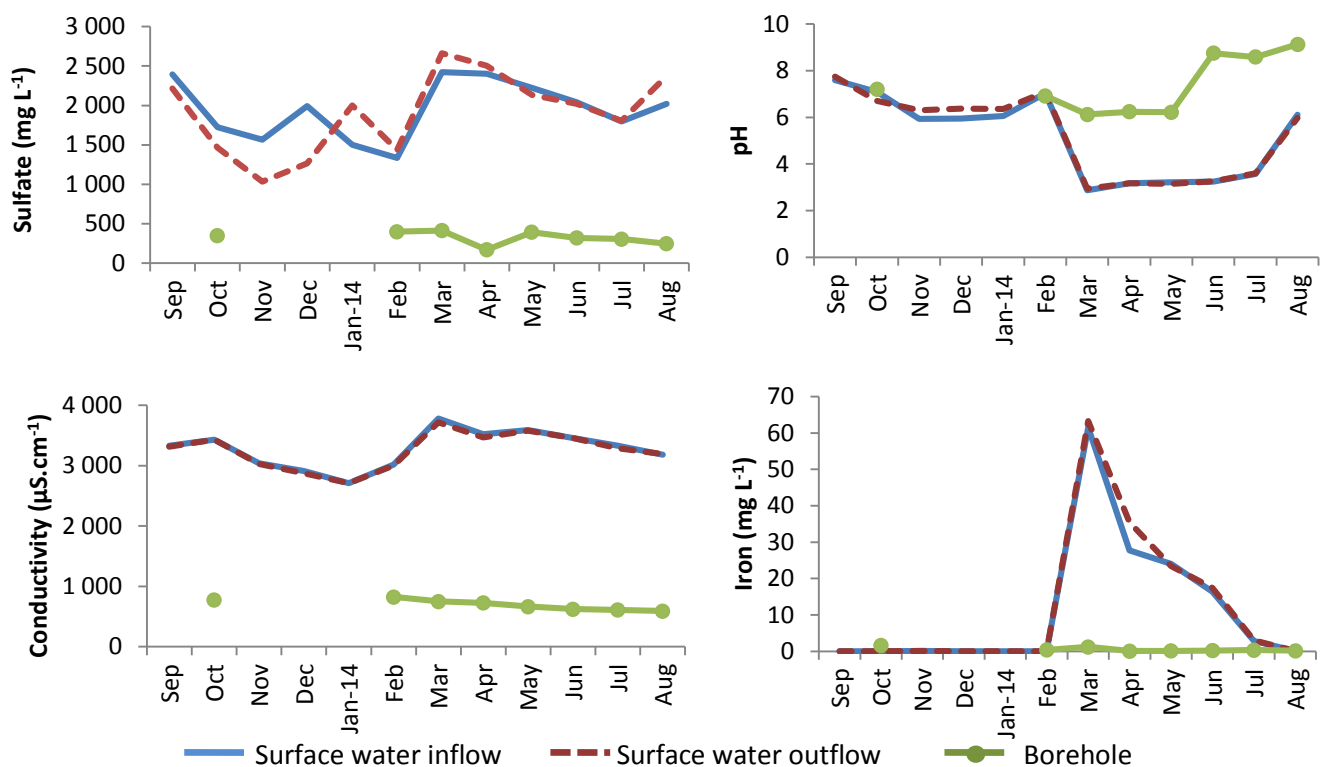 3 000
2 500
2 000
1 500
1 000
500
0
Sulfate (mg L⁻¹)
Sep
Oct
Nov
Dec
Jan-14
Feb
Mar
Apr
May
Jun
Jul
Aug
10
8
6
4
2
0
pH
Sep
Oct
Nov
Dec
Jan-14
Feb
Mar
Apr
May
Jun
Jul
Aug
4 000
3 000
2 000
1 000
0
Conductivity (µS.cm⁻¹)
Sep
Oct
Nov
Dec
Jan-14
Feb
Mar
Apr
May
Jun
Jul
Aug
70
60
50
40
30
20
10
0
Iron (mg L⁻¹)
Sep
Oct
Nov
Dec
Jan-14
Feb
Mar
Apr
May
Jun
Jul
Aug
Surface water inflow
Surface water outflow
Borehole